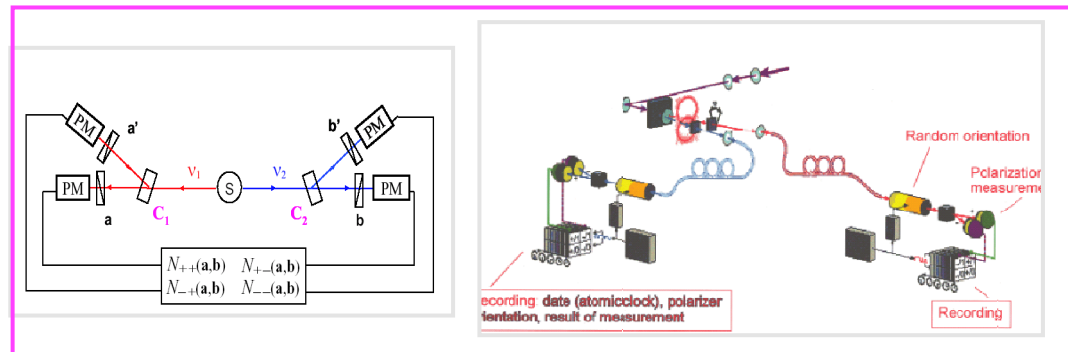 PM
a'
b'
PM
ν₁
ν₂
PM
S
PM
a
C₁
C₂
b
N₊₊(a,b) N₊₋(a,b)
N₋₊(a,b) N₋₋(a,b)
Random orientation
Polarization
measureme
ecording: date (atomicclock), polarizer
rientation, result of measurement
Recording